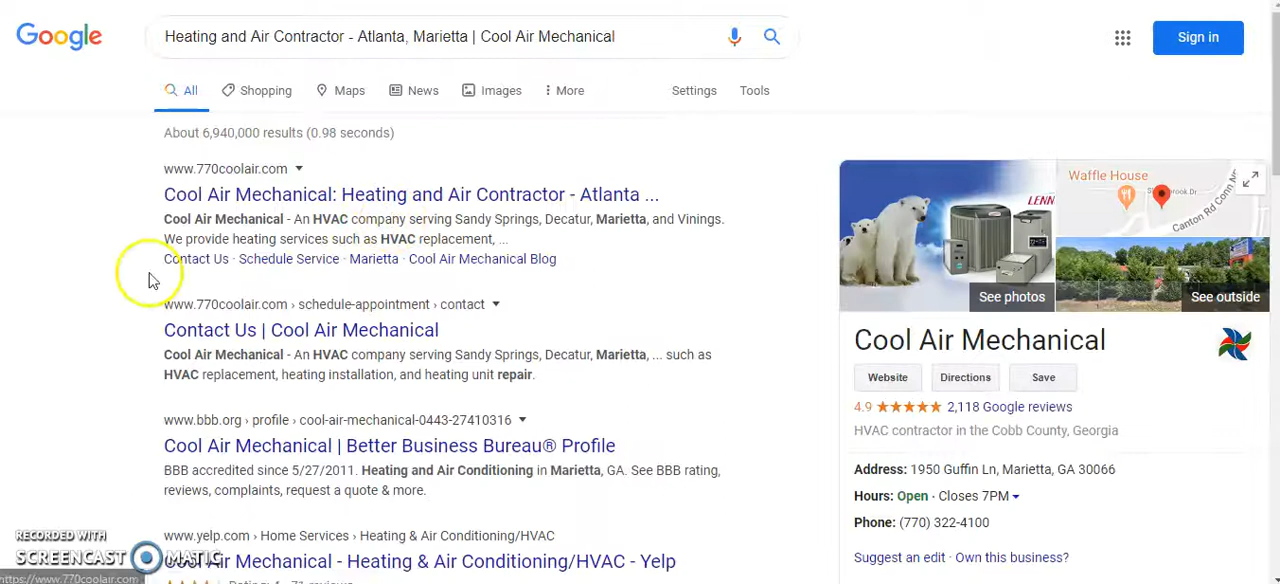 Google
Heating and Air Contractor - Atlanta, Marietta | Cool Air Mechanical
Sign in
All
Shopping
Maps
News
Images
More
Settings
Tools
About 6,940,000 results (0.98 seconds)
www.770coolair.com
Cool Air Mechanical: Heating and Air Contractor - Atlanta ...
Cool Air Mechanical - An HVAC company serving Sandy Springs, Decatur, Marietta, and Vinings.
We provide heating services such as HVAC replacement, ...
Contact Us · Schedule Service · Marietta · Cool Air Mechanical Blog
www.770coolair.com › schedule-appointment › contact
Contact Us | Cool Air Mechanical
Cool Air Mechanical - An HVAC company serving Sandy Springs, Decatur, Marietta, ... such as
HVAC replacement, heating installation, and heating unit repair.
www.bbb.org › profile › cool-air-mechanical-0443-27410316
Cool Air Mechanical | Better Business Bureau® Profile
BBB accredited since 5/27/2011. Heating and Air Conditioning in Marietta, GA. See BBB rating,
reviews, complaints, request a quote & more.
www.yelp.com › Home Services › Heating & Air Conditioning/HVAC
Air Mechanical - Heating & Air Conditioning/HVAC - Yelp
RECORDED WITH
SCREENCAST MATIC
https://www.770coolair.com
Waffle House
Canton Rd Conn
LENN
See photos
See outside
Cool Air Mechanical
Website
Directions
Save
4.9 ★★★★★ 2,118 Google reviews
HVAC contractor in the Cobb County, Georgia
Address: 1950 Guffin Ln, Marietta, GA 30066
Hours: Open · Closes 7PM
Phone: (770) 322-4100
Suggest an edit · Own this business?